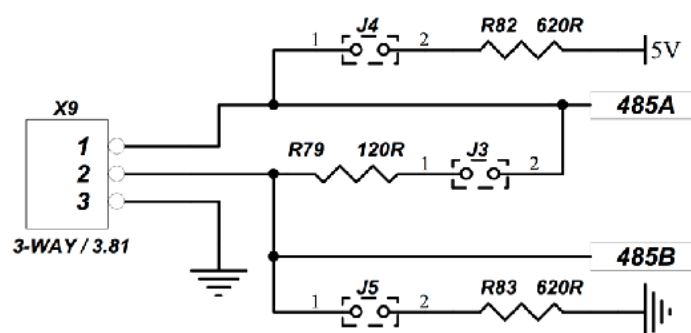 J4
1 2 R82 620R 5V
X9 485A
1 R79 120R 1 J3 2
2
3
3-WAY / 3.81 485B
J5
1 2 R83 620R